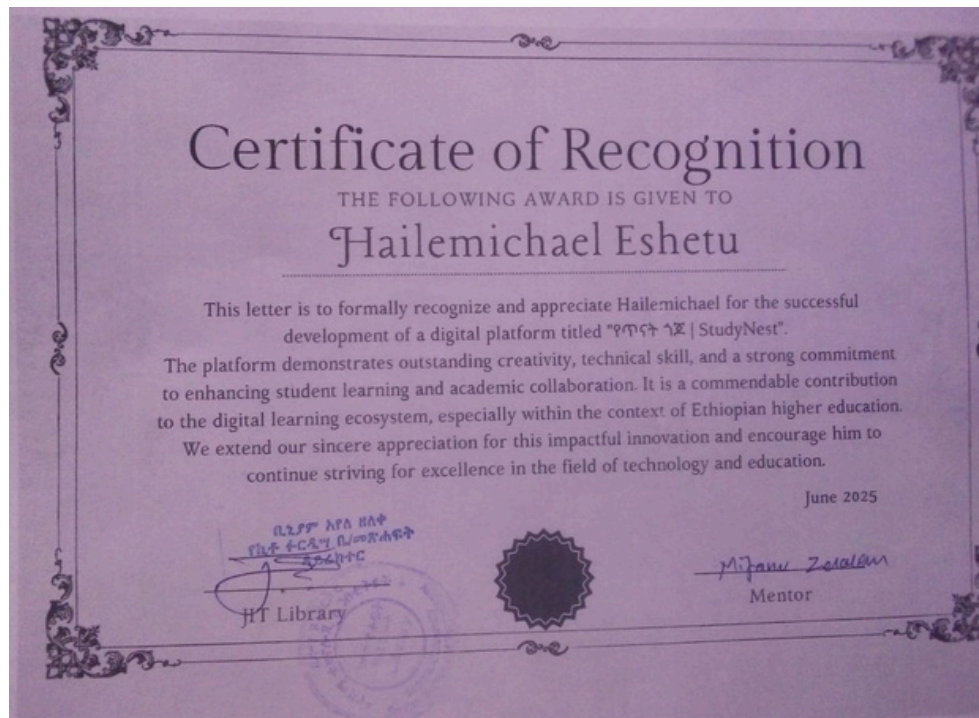 Certificate of Recognition
THE FOLLOWING AWARD IS GIVEN TO
Hailemichael Eshetu
This letter is to formally recognize and appreciate Hailemichael for the successful
development of a digital platform titled "የጥናት ጎጆ | StudyNest".
The platform demonstrates outstanding creativity, technical skill, and a strong commitment
to enhancing student learning and academic collaboration. It is a commendable contribution
to the digital learning ecosystem, especially within the context of Ethiopian higher education.
We extend our sincere appreciation for this impactful innovation and encourage him to
continue striving for excellence in the field of technology and education.
June 2025
ቢኒያም አየለ ዘለቀ
ዳይሬክተር
JIT Library
Mentor